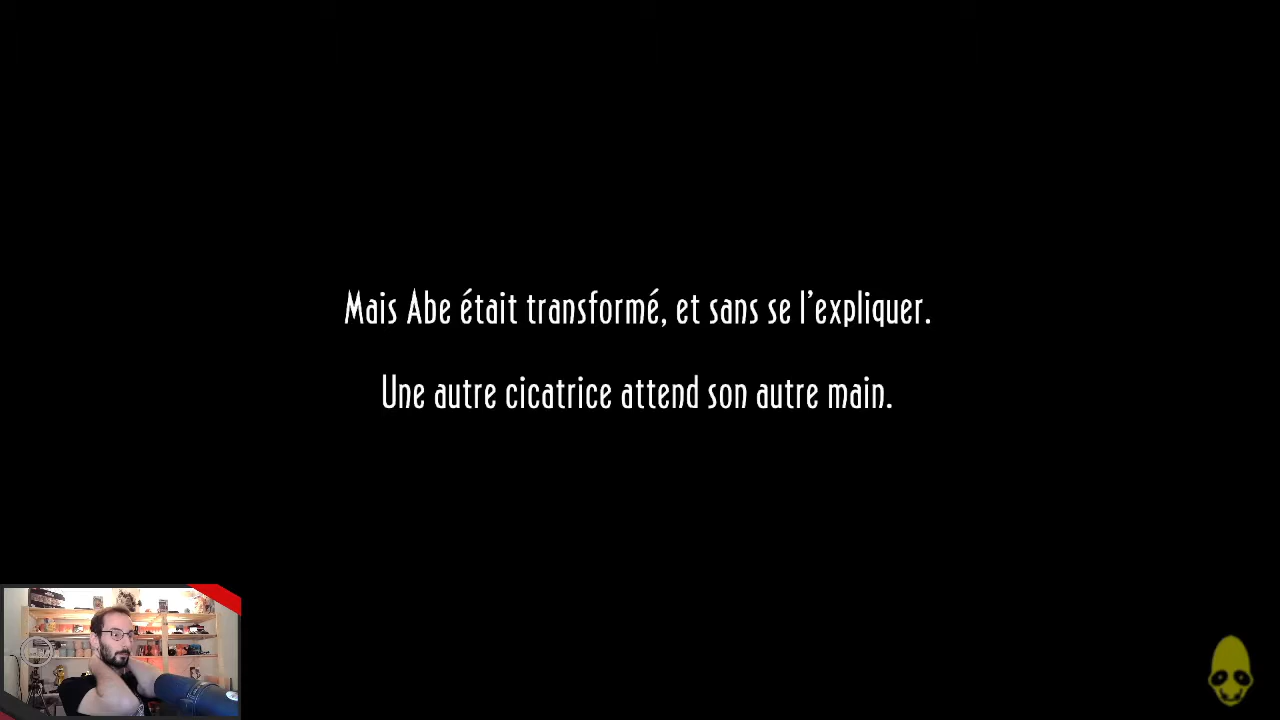 Mais Abe était transformé, et sans se l’expliquer.
Une autre cicatrice attend son autre main.